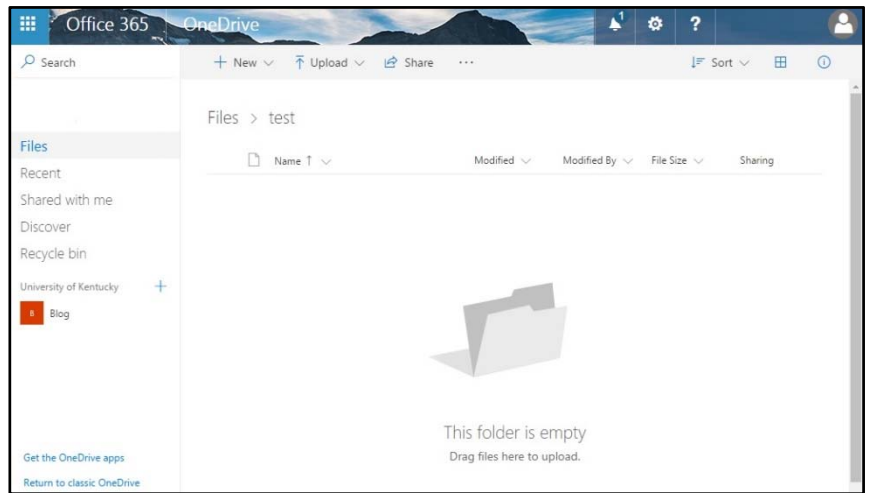 Office 365 OneDrive 1 ?
Search + New Upload Share ... Sort
Files > test
Files
Name ↑ Modified Modified By File Size Sharing
Recent
Shared with me
Discover
Recycle bin
University of Kentucky +
B Blog
This folder is empty
Drag files here to upload.
Get the OneDrive apps
Return to classic OneDrive